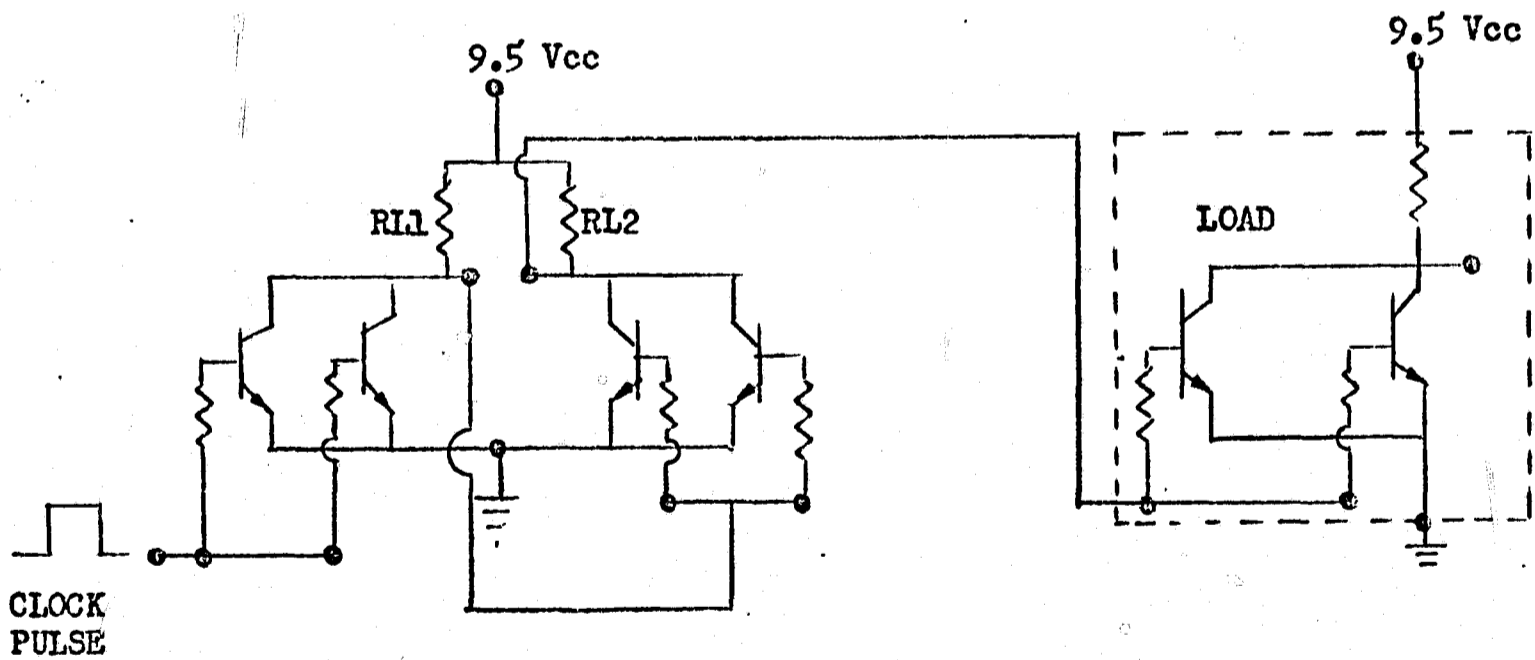 9.5 Vcc
9.5 Vcc
RL1
RL2
LOAD
CLOCK
PULSE